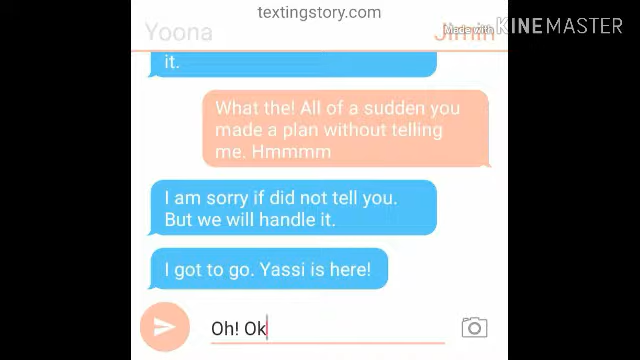 textingstory.com
Yoona
Jimin
Made with KINEMASTER
it.
What the! All of a sudden you
made a plan without telling
me. Hmmmm
I am sorry if did not tell you.
But we will handle it.
I got to go. Yassi is here!
Oh! Ok